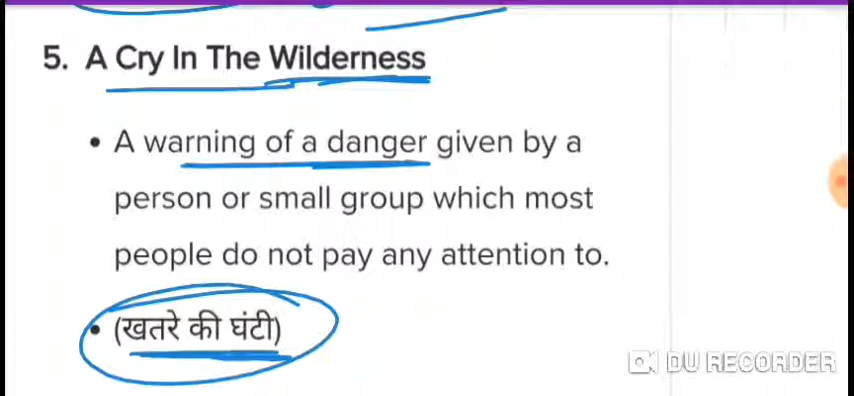 5. A Cry In The Wilderness
• A warning of a danger given by a
person or small group which most
people do not pay any attention to.
• (खतरे की घंटी)
DU RECORDER